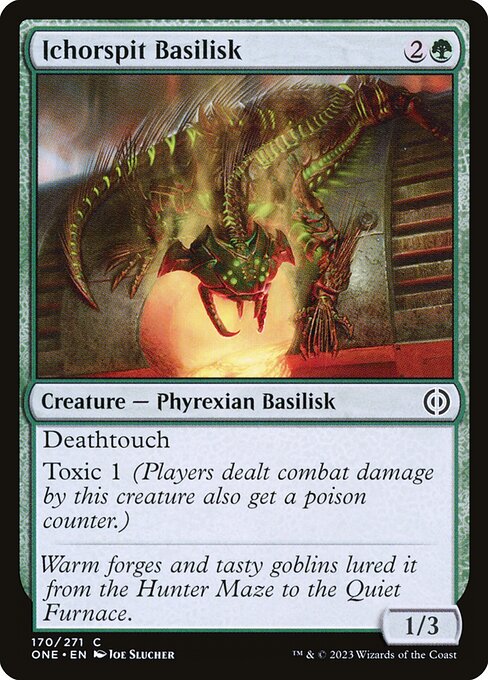 Ichorspit Basilisk 2
Creature — Phyrexian Basilisk
Deathtouch
Toxic 1 (Players dealt combat damage
by this creature also get a poison
counter.)
Warm forges and tasty goblins lured it
from the Hunter Maze to the Quiet
Furnace.
1/3
170/271 C
ONE • EN Joe Slucher
™ & © 2023 Wizards of the Coast